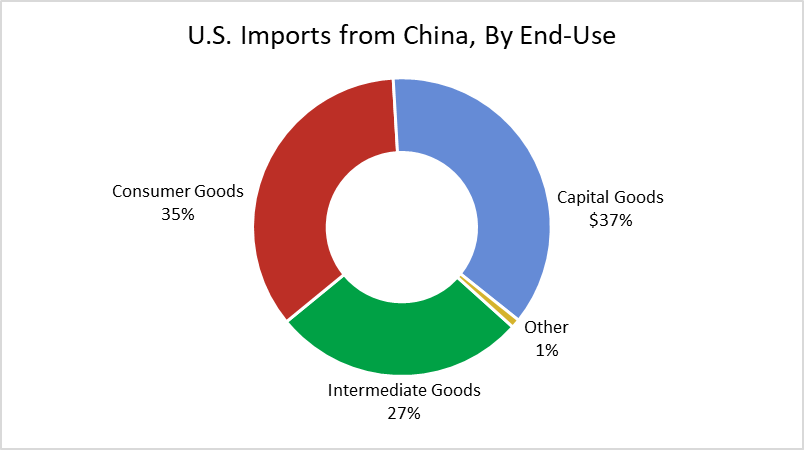 U.S. Imports from China, By End-Use
Consumer Goods
35%
Capital Goods
$37%
Other
1%
Intermediate Goods
27%